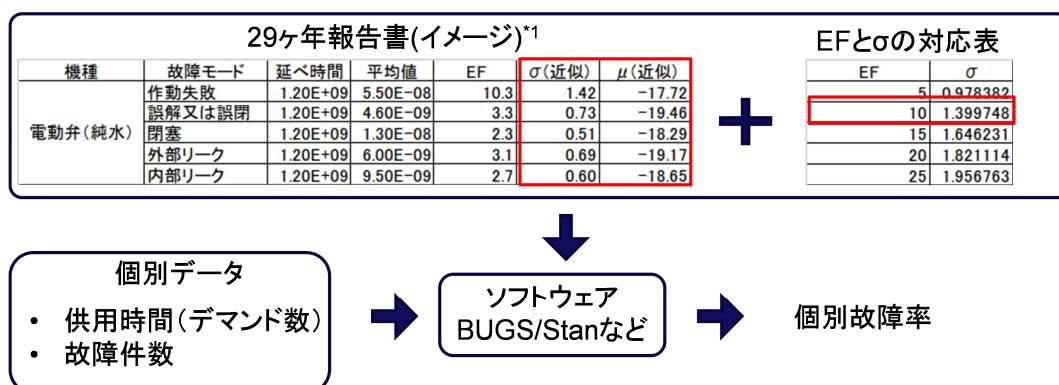 29ヶ年報告書(イメージ)*1
EFとσの対応表
機種 故障モード 延べ時間 平均値 EF σ(近似) μ(近似)
電動弁(純水)
作動失敗 1.20E+09 5.50E-08 10.3 1.42 -17.72
誤解又は誤閉 1.20E+09 4.60E-09 3.3 0.73 -19.46
閉塞 1.20E+09 1.30E-08 2.3 0.51 -18.29
外部リーク 1.20E+09 6.00E-09 3.1 0.69 -19.17
内部リーク 1.20E+09 9.50E-09 2.7 0.60 -18.65
EF σ
5 0.978382
10 1.399748
15 1.646231
20 1.821114
25 1.956763
個別データ
• 供用時間(デマンド数)
• 故障件数
ソフトウェア
BUGS/Stanなど
個別故障率